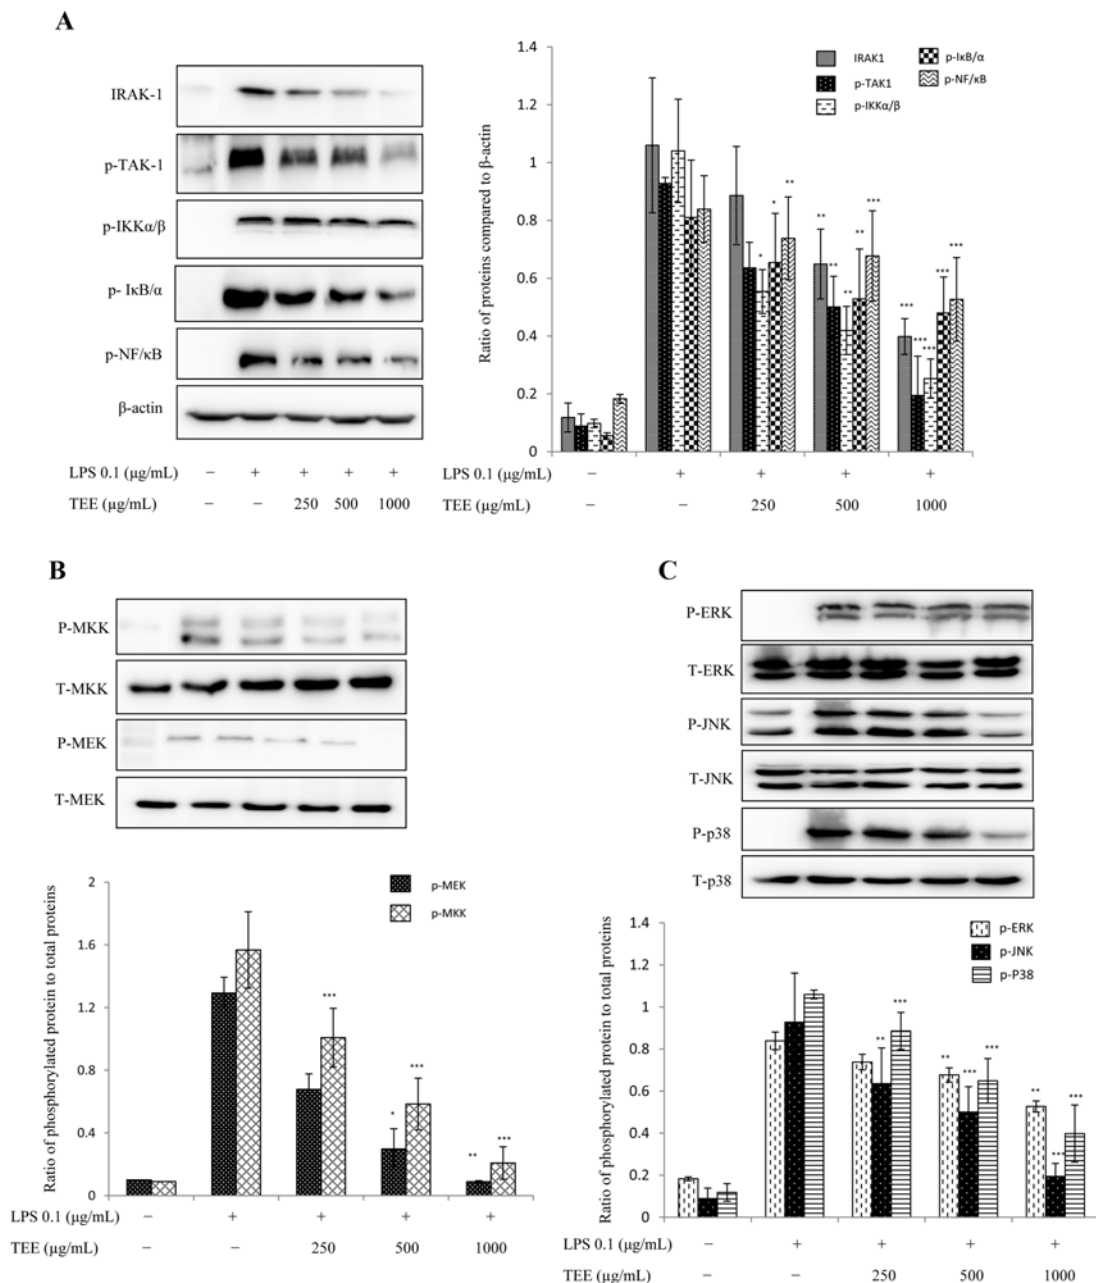 A
IRAK-1
p-TAK-1
p-IKKα/β
p- IκB/α
p-NF/κB
β-actin
LPS 0.1 (μg/mL) – + + + +
TEE (μg/mL) – – 250 500 1000
Ratio of proteins compared to β-actin
1.4
1.2
1
0.8
0.6
0.4
0.2
0
IRAK1
p-TAK1
p-IKKα/β
p-IκB/α
p-NF/κB
* * **
** ** ** ** ***
*** *** *** *** ***
LPS 0.1 (μg/mL) – + + + +
TEE (μg/mL) – – 250 500 1000
B
P-MKK
T-MKK
P-MEK
T-MEK
Ratio of phosphorylated protein to total proteins
2
1.6
1.2
0.8
0.4
0
p-MEK
p-MKK
***
* ***
** ***
LPS 0.1 (μg/mL) – + + + +
TEE (μg/mL) – – 250 500 1000
C
P-ERK
T-ERK
P-JNK
T-JNK
P-p38
T-p38
Ratio of phosphorylated protein to total proteins
1.4
1.2
1
0.8
0.6
0.4
0.2
0
p-ERK
p-JNK
p-P38
** ***
** *** ***
** *** ***
LPS 0.1 (μg/mL) – + + + +
TEE (μg/mL) – – 250 500 1000